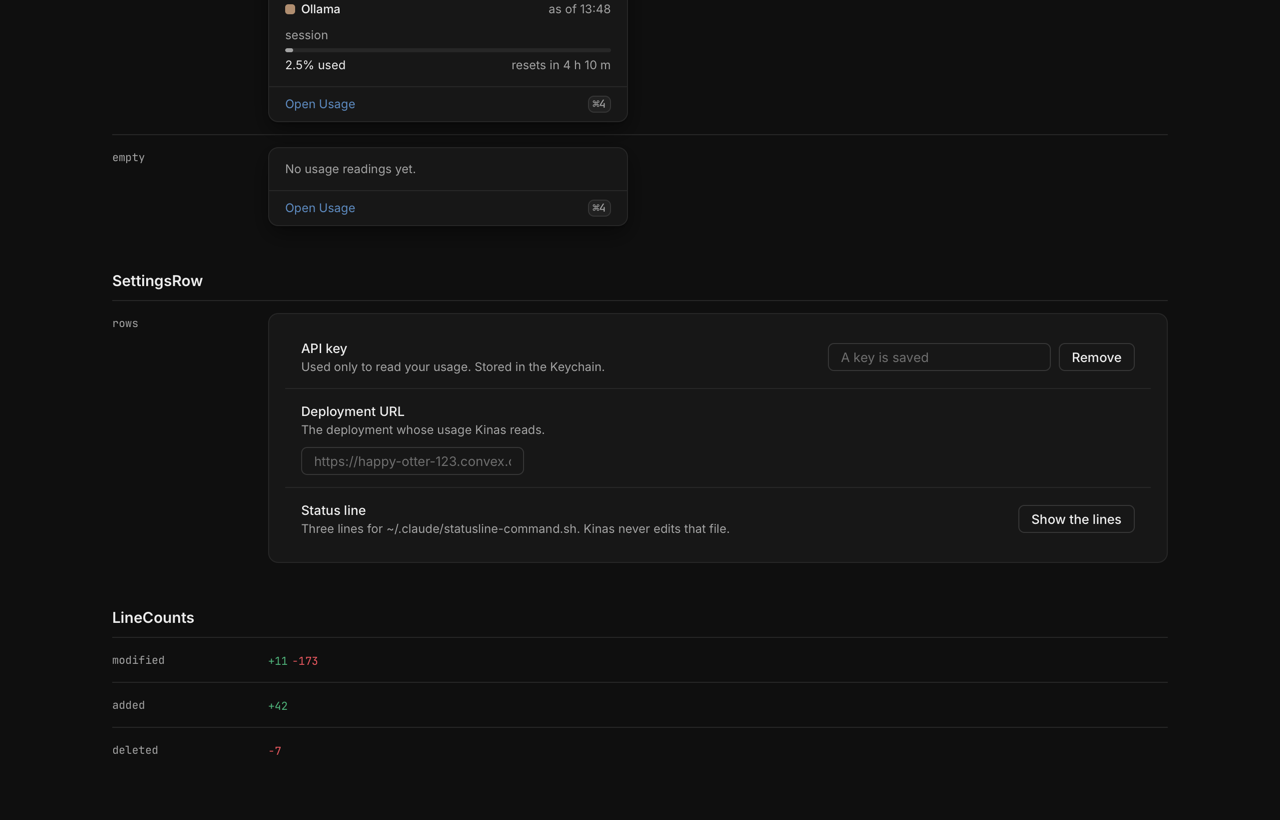 Ollama as of 13:48
session
2.5% used resets in 4 h 10 m
Open Usage ⌘4
empty
No usage readings yet.
Open Usage ⌘4
SettingsRow
rows
API key
Used only to read your usage. Stored in the Keychain.
A key is saved Remove
Deployment URL
The deployment whose usage Kinas reads.
https://happy-otter-123.convex.c
Status line
Three lines for ~/.claude/statusline-command.sh. Kinas never edits that file.
Show the lines
LineCounts
modified +11 -173
added +42
deleted -7